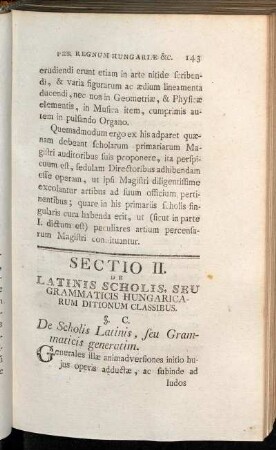 PER REGNUM HUNGARIÆ &c. 143
erudiendi erunt etiam in arte nitide scriben-
di, & varia figurarum ac ædium lineamenta
ducendi, nec non in Geometriæ, & Physicæ
elementis, in Musica item, cumprimis au-
tem in pulsando Organo.
Quemadmodum ergo ex his adparet quæ-
nam debeant scholarum primariarum Ma-
gistri auditoribus suis proponere, ita perspi-
cuum est, sedulam Directoribus adhibendam
esse operam, ut ipsi Magistri diligentissime
excolantur artibus ad suum officium perti-
nentibus; quare in his primariis scholis sin-
gularis cura habenda erit, ut (sicut in parte
I. dictum est) peculiares artium percensa-
rum Magistri constituantur.
SECTIO II.
DE
LATINIS SCHOLIS, SEU
GRAMMATICIS HUNGARICA-
RUM DITIONUM CLASSIBUS.
§. C.
De Scholis Latinis, seu Gram-
maticis generatim.
Generales illæ animadversiones initio hu-
jus operis adductæ, ac subinde ad
ludos